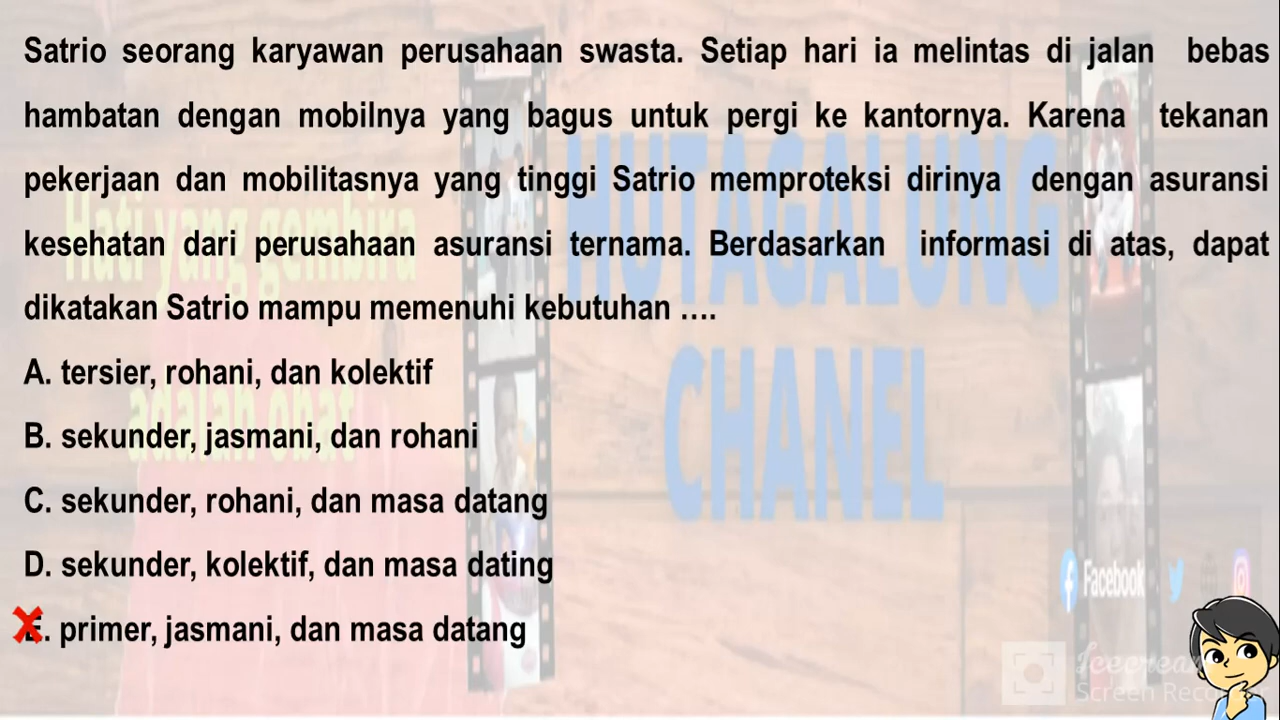 Satrio seorang karyawan perusahaan swasta. Setiap hari ia melintas di jalan bebas
hambatan dengan mobilnya yang bagus untuk pergi ke kantornya. Karena tekanan
pekerjaan dan mobilitasnya yang tinggi Satrio memproteksi dirinya dengan asuransi
kesehatan dari perusahaan asuransi ternama. Berdasarkan informasi di atas, dapat
dikatakan Satrio mampu memenuhi kebutuhan ....
A. tersier, rohani, dan kolektif
B. sekunder, jasmani, dan rohani
C. sekunder, rohani, dan masa datang
D. sekunder, kolektif, dan masa dating
E. primer, jasmani, dan masa datang
Hati yang gembira
adalah obat
HUTAGALUNG
CHANEL
Facebook
Icecream
Screen